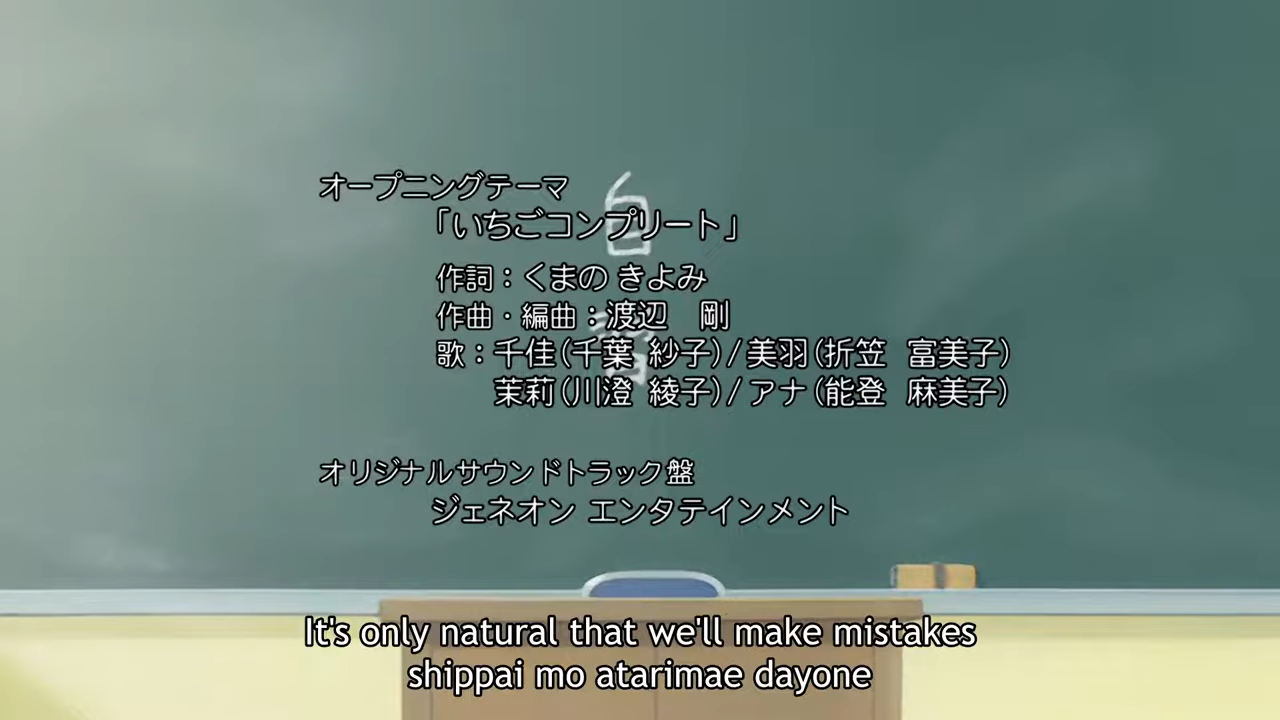 オープニングテーマ
「いちごコンプリート」
作詞：くまの きよみ
作曲・編曲：渡辺　剛
歌：千佳(千葉 紗子)/美羽(折笠　富美子)
茉莉(川澄 綾子)/アナ(能登　麻美子)
オリジナルサウンドトラック盤
ジェネオン エンタテインメント
自習
It's only natural that we'll make mistakes
shippai mo atarimae dayone